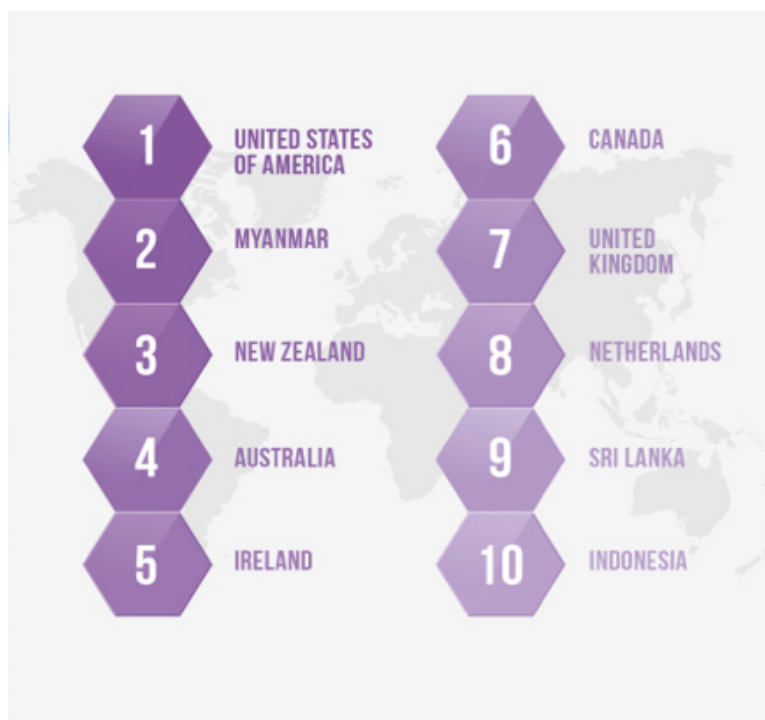 1
UNITED STATES
OF AMERICA
2
MYANMAR
3
NEW ZEALAND
4
AUSTRALIA
5
IRELAND
6
CANADA
7
UNITED
KINGDOM
8
NETHERLANDS
9
SRI LANKA
10
INDONESIA